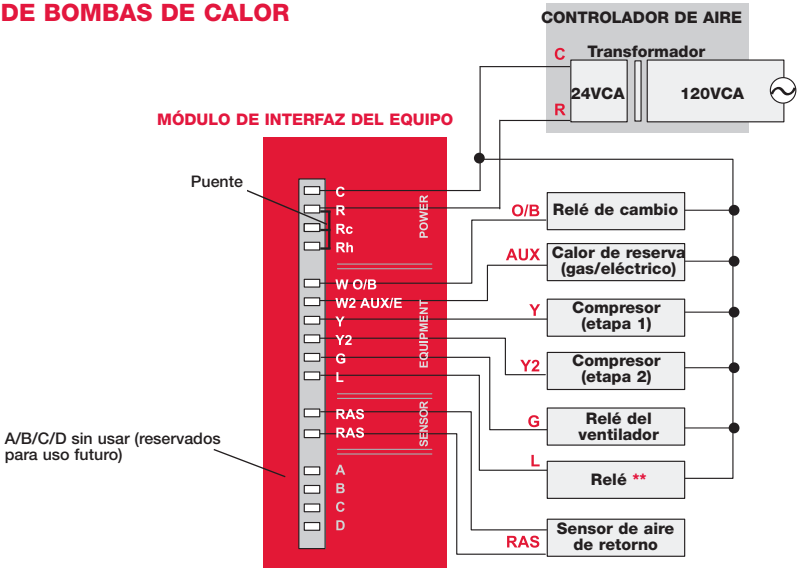 DE BOMBAS DE CALOR
CONTROLADOR DE AIRE
C
Transformador
24VCA
120VCA
R
MÓDULO DE INTERFAZ DEL EQUIPO
Puente
C
R
Rc
Rh
POWER
W O/B
W2 AUX/E
Y
Y2
G
L
EQUIPMENT
RAS
RAS
SENSOR
A
B
C
D
A/B/C/D sin usar (reservados
para uso futuro)
O/B
Relé de cambio
AUX
Calor de reserva
(gas/eléctrico)
Y
Compresor
(etapa 1)
Y2
Compresor
(etapa 2)
G
Relé del
ventilador
L
Relé **
RAS
Sensor de aire
de retorno